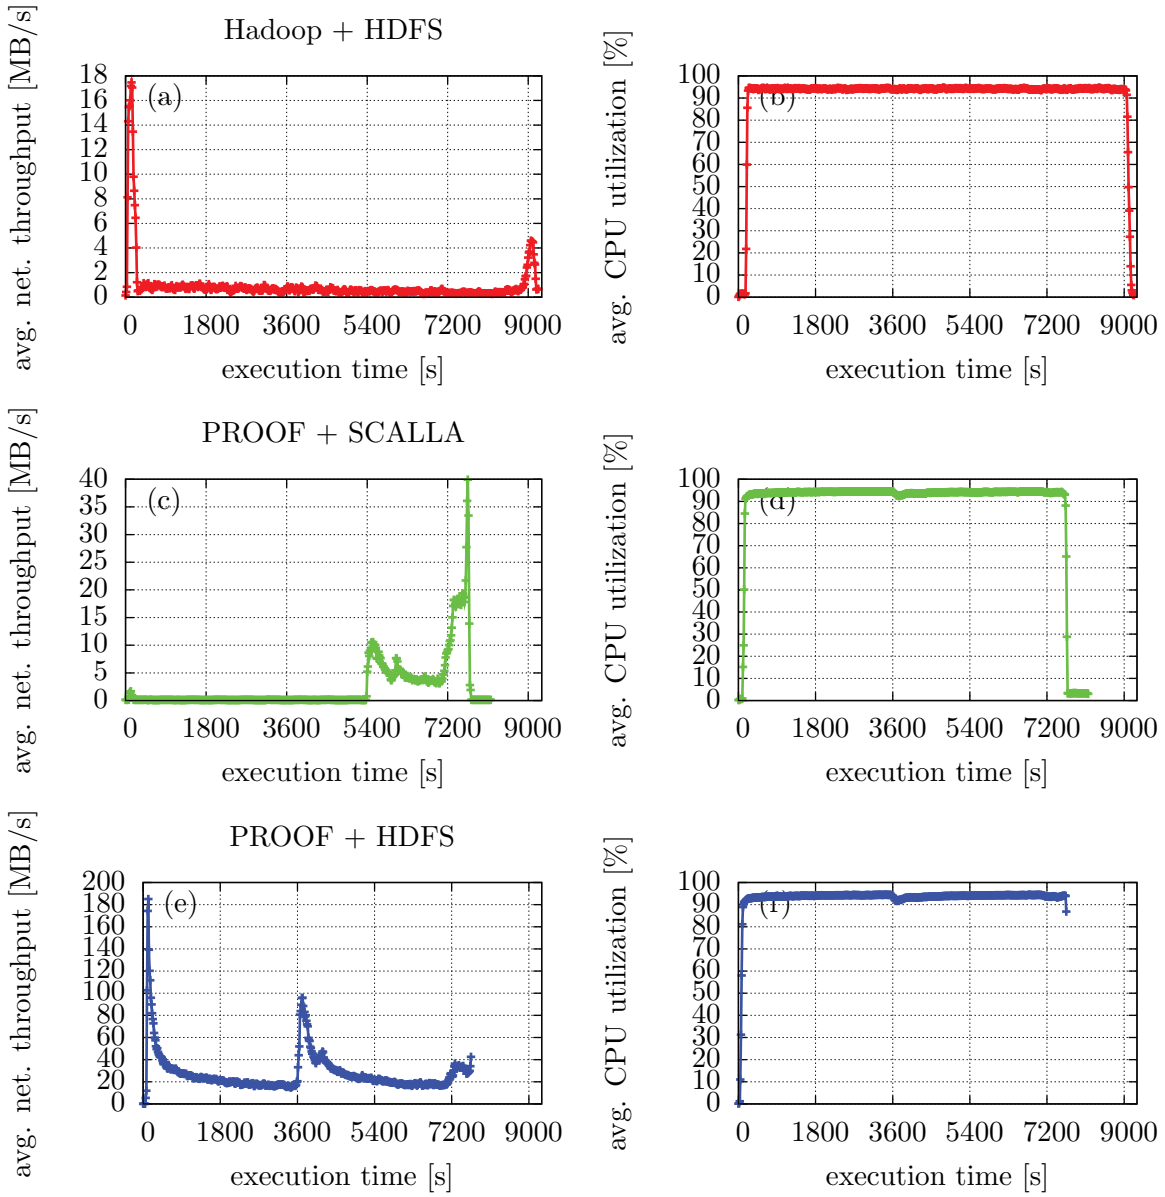 Hadoop + HDFS
avg. net. throughput [MB/s]
18
16
14
12
10
8
6
4
2
0
(a)
0 1800 3600 5400 7200 9000
execution time [s]
avg. CPU utilization [%]
100
90
80
70
60
50
40
30
20
10
0
(b)
0 1800 3600 5400 7200 9000
execution time [s]
PROOF + SCALLA
avg. net. throughput [MB/s]
40
35
30
25
20
15
10
5
0
(c)
0 1800 3600 5400 7200 9000
execution time [s]
avg. CPU utilization [%]
100
90
80
70
60
50
40
30
20
10
0
(d)
0 1800 3600 5400 7200 9000
execution time [s]
PROOF + HDFS
avg. net. throughput [MB/s]
200
180
160
140
120
100
80
60
40
20
0
(e)
0 1800 3600 5400 7200 9000
execution time [s]
avg. CPU utilization [%]
100
90
80
70
60
50
40
30
20
10
0
(f)
0 1800 3600 5400 7200 9000
execution time [s]